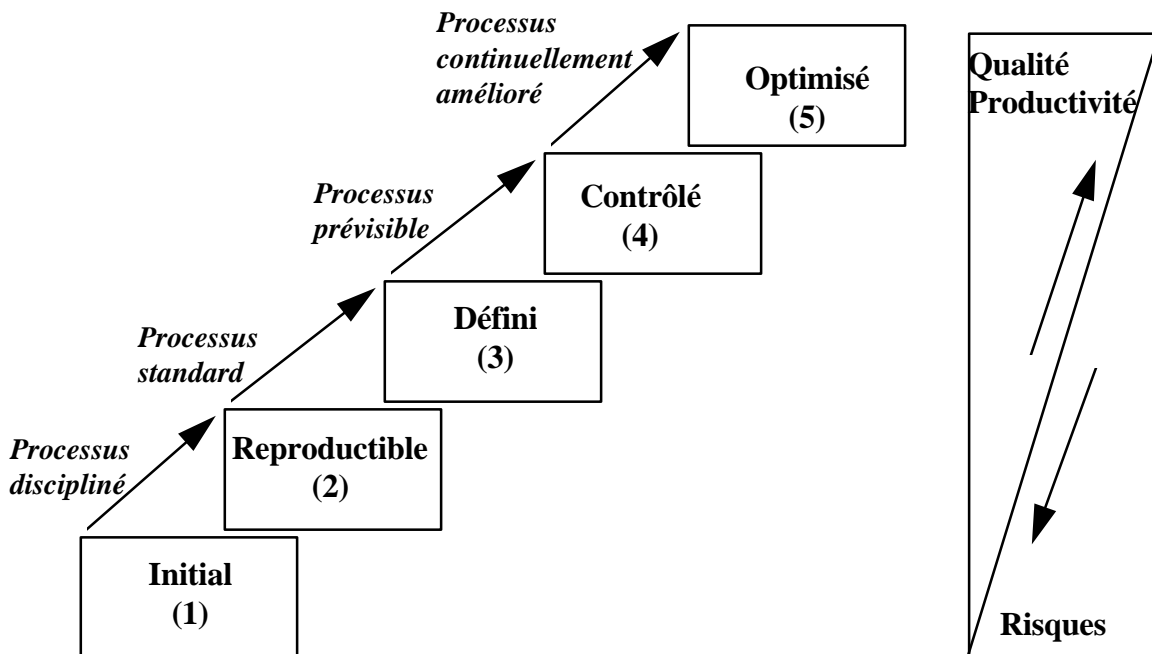 Processus
continuellement
amélioré
Optimisé
(5)
Qualité
Productivité
Processus
prévisible
Contrôlé
(4)
Processus
standard
Défini
(3)
Processus
discipliné
Reproductible
(2)
Initial
(1)
Risques